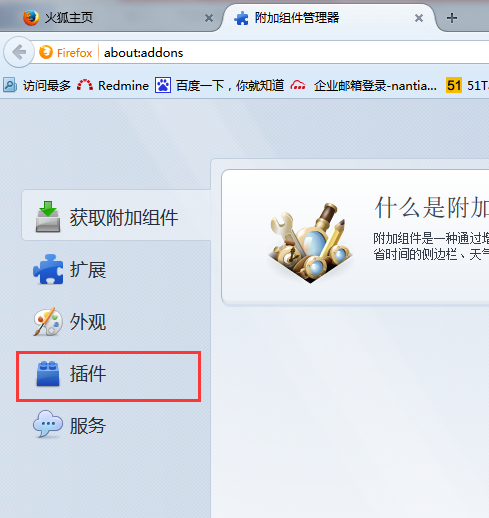 火狐主页
附加组件管理器
Firefox
about:addons
访问最多
Redmine
百度一下，你就知道
企业邮箱登录-nantia...
51
51T
获取附加组件
扩展
外观
插件
服务
什么是附加
附加组件是一种通过增
省时间的侧边栏、天气